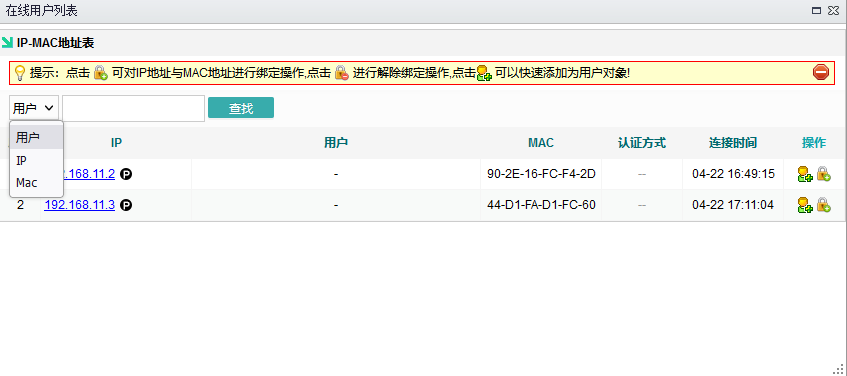 在线用户列表
IP-MAC地址表
提示：点击 可对IP地址与MAC地址进行绑定操作,点击 进行解除绑定操作,点击 可以快速添加为用户对象!
用户 查找
用户
IP
Mac
IP 用户 MAC 认证方式 连接时间 操作
.168.11.2 P - 90-2E-16-FC-F4-2D -- 04-22 16:49:15
2 192.168.11.3 P - 44-D1-FA-D1-FC-60 -- 04-22 17:11:04